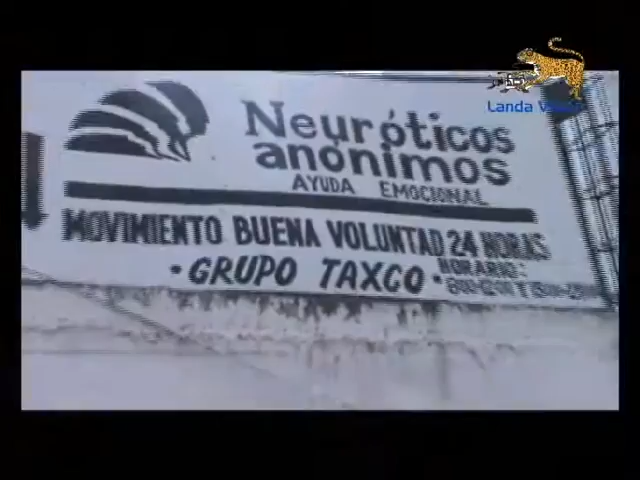 Landa
Neuróticos
anónimos
AYUDA EMOCIONAL
MOVIMIENTO BUENA VOLUNTAD 24 HORAS
• GRUPO TAXCO •
HORARIO: